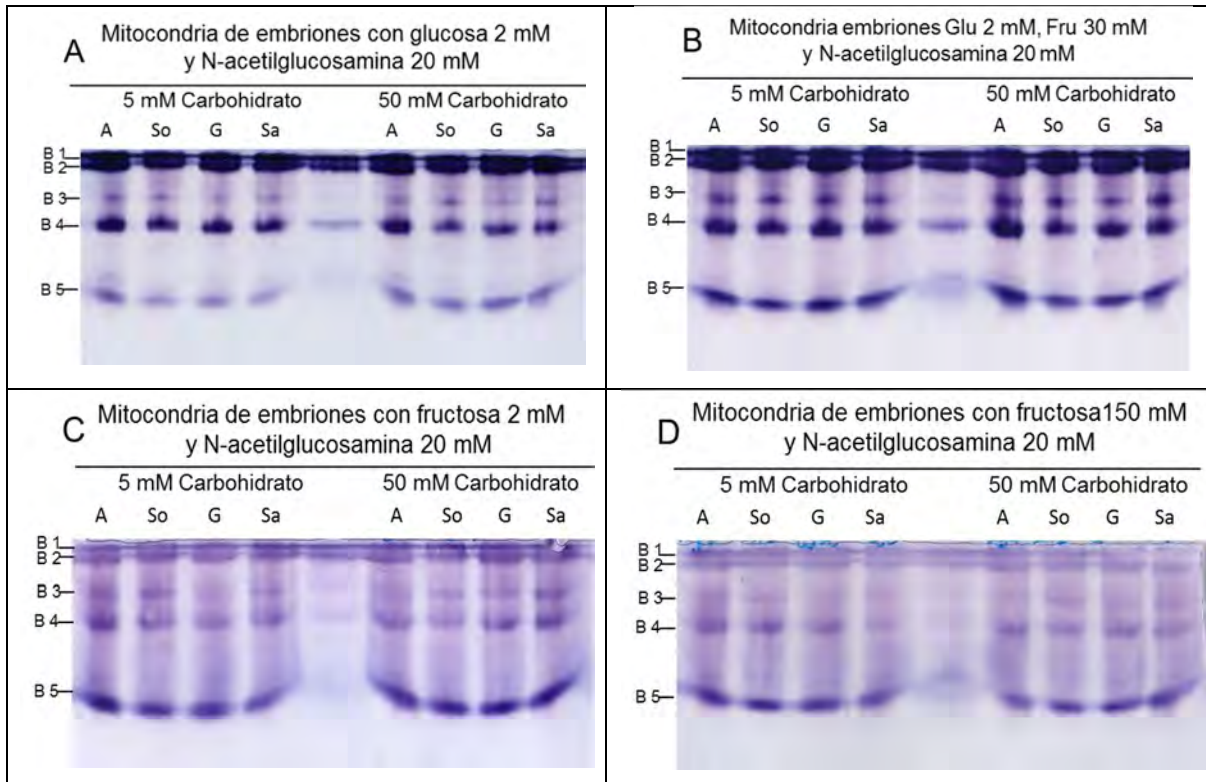 A
Mitocondria de embriones con glucosa 2 mM
y N-acetilglucosamina 20 mM
5 mM Carbohidrato 50 mM Carbohidrato
A So G Sa A So G Sa
B 1
B 2
B 3
B 4
B 5
B
Mitocondria embriones Glu 2 mM, Fru 30 mM
y N-acetilglucosamina 20 mM
5 mM Carbohidrato 50 mM Carbohidrato
A So G Sa A So G Sa
B 1
B 2
B 3
B 4
B 5
C
Mitocondria de embriones con fructosa 2 mM
y N-acetilglucosamina 20 mM
5 mM Carbohidrato 50 mM Carbohidrato
A So G Sa A So G Sa
B 1
B 2
B 3
B 4
B 5
D
Mitocondria de embriones con fructosa150 mM
y N-acetilglucosamina 20 mM
5 mM Carbohidrato 50 mM Carbohidrato
A So G Sa A So G Sa
B 1
B 2
B 3
B 4
B 5